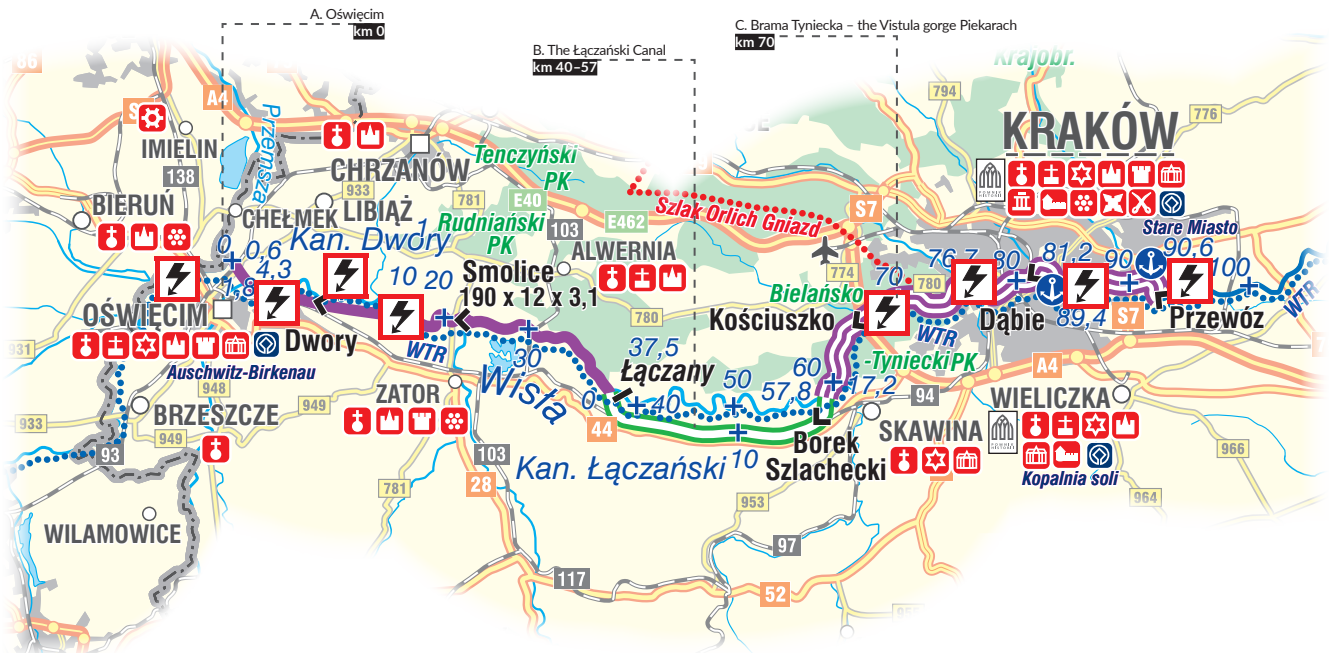 A. Oświęcim
km 0
B. The Łączański Canal
km 40–57
C. Brama Tyniecka – the Vistula gorge Piekarach
km 70
86
S
A4
Przemsza
IMIELIN
138
CHRZANÓW
933
BIERUŃ
CHEŁMEK
LIBIĄŻ
Kan. Dwory
1
0
0,6
4,3
1,8
10
20
Tenczyński
PK
781
E40
Rudniański
PK
E462
103
ALWERNIA
Szlak Orlich Gniazd
S7
794
Krajobr.
776
KRAKÓW
Stare Miasto
Smolice
190 x 12 x 3,1
774
70
76,7
780
80
81,2
90
90,6
100
WTR
Bielańsko
Kościuszko
-Tyniecki PK
WTR
Dąbie
89,4
S7
Przewóz
7
OŚWIĘCIM
Dwory
Auschwitz-Birkenau
WTR
30
Wisła
37,5
Łączany
780
0
40
50
57,8
60
17,2
A4
94
931
948
949
BRZESZCZE
933
949
93
ZATOR
44
103
28
781
Kan. Łączański
10
Borek
Szlachecki
SKAWINA
WIELICZKA
Kopalnia soli
966
964
953
97
WILAMOWICE
117
52